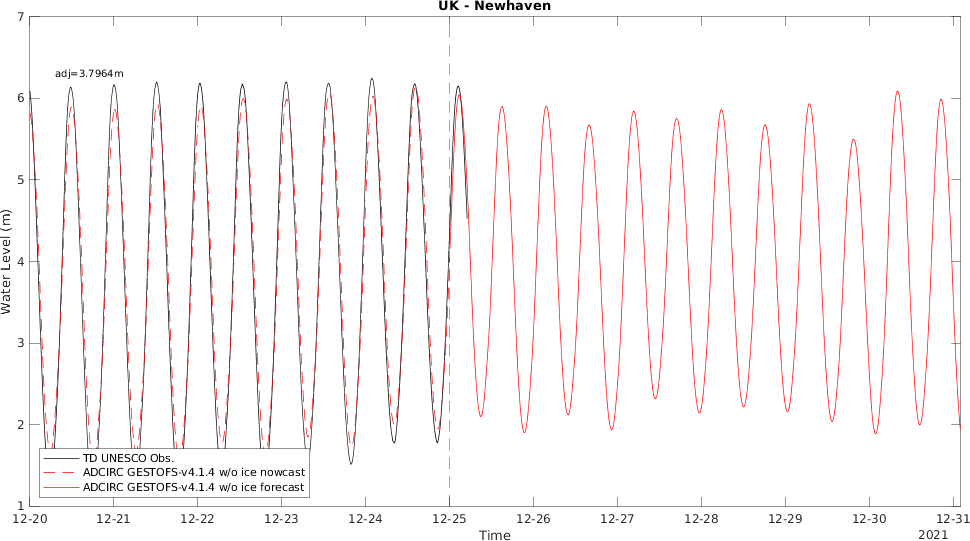 UK - Newhaven
7
adj=3.7964m
6
5
4
3
2
1
Water Level (m)
TD UNESCO Obs.
ADCIRC GESTOFS-v4.1.4 w/o ice nowcast
ADCIRC GESTOFS-v4.1.4 w/o ice forecast
12-20 12-21 12-22 12-23 12-24 12-25 12-26 12-27 12-28 12-29 12-30 12-31
Time
2021